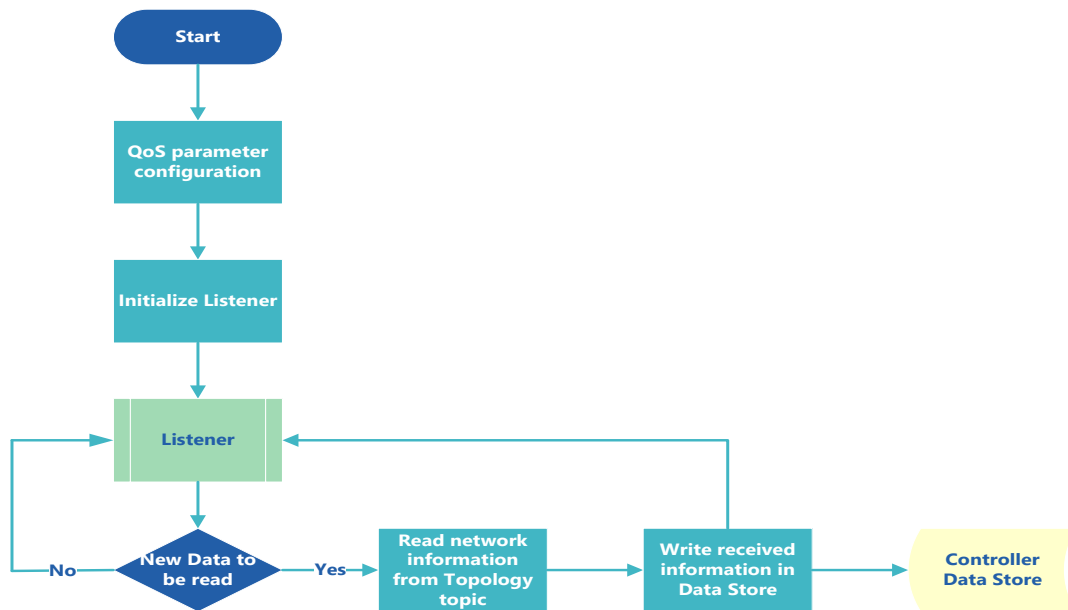 Start
QoS parameter
configuration
Initialize Listener
Listener
New Data to
be read
No
Yes
Read network
information
from Topology
topic
Write received
information in
Data Store
Controller
Data Store